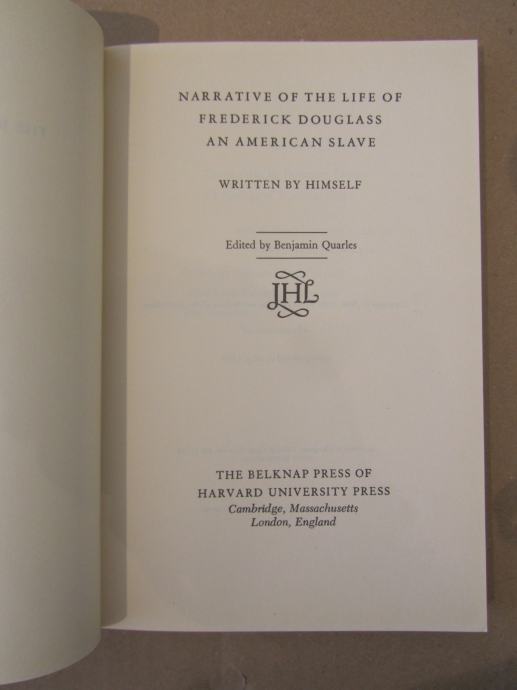 NARRATIVE OF THE LIFE OF
FREDERICK DOUGLASS
AN AMERICAN SLAVE
WRITTEN BY HIMSELF
Edited by Benjamin Quarles
JHL
THE BELKNAP PRESS OF
HARVARD UNIVERSITY PRESS
Cambridge, Massachusetts
London, England